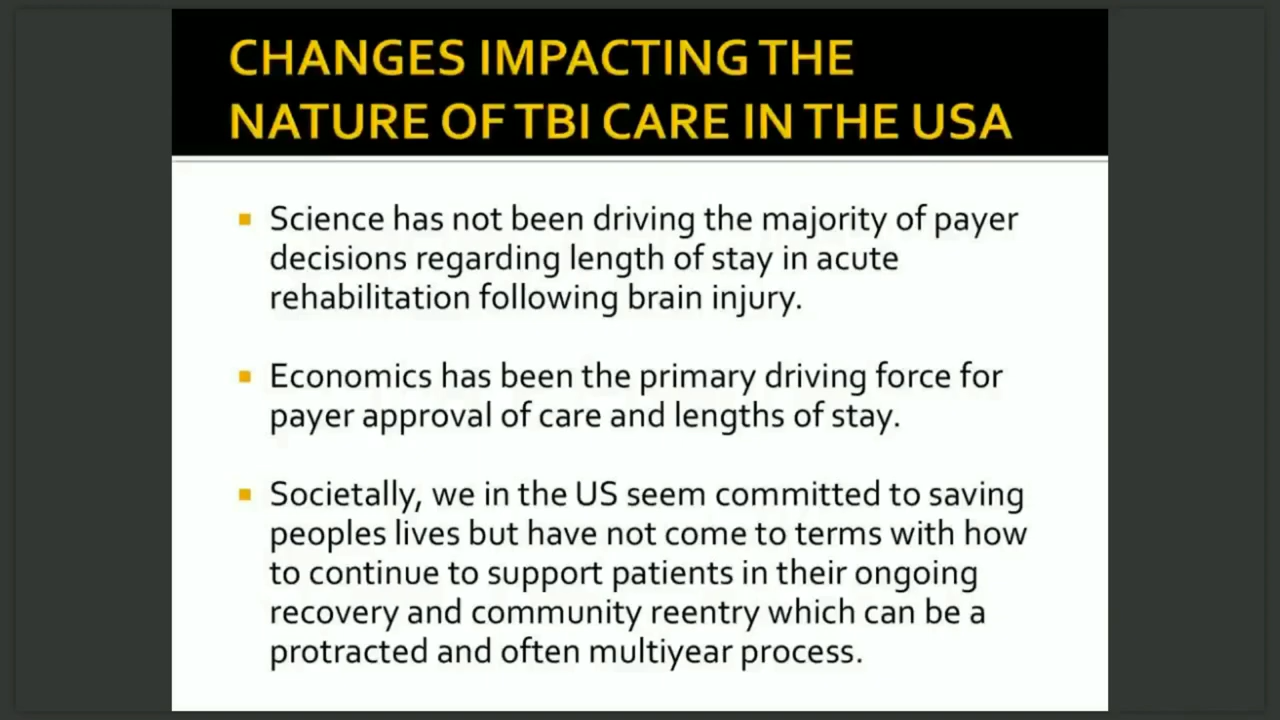 CHANGES IMPACTING THE
NATURE OF TBI CARE IN THE USA
Science has not been driving the majority of payer
decisions regarding length of stay in acute
rehabilitation following brain injury.
Economics has been the primary driving force for
payer approval of care and lengths of stay.
Societally, we in the US seem committed to saving
peoples lives but have not come to terms with how
to continue to support patients in their ongoing
recovery and community reentry which can be a
protracted and often multiyear process.